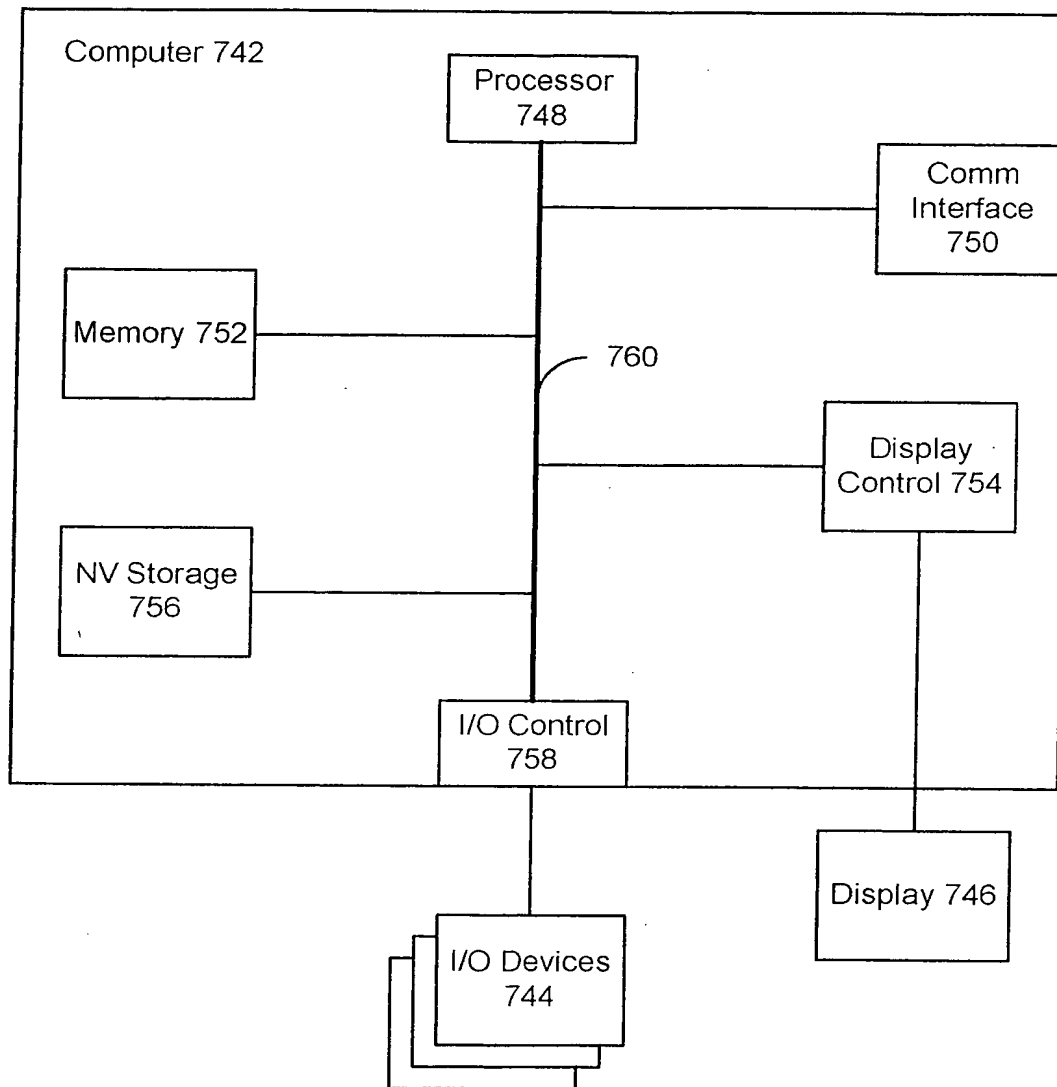 Computer 742
Processor
748
Comm
Interface
750
Memory 752
760
Display
Control 754
NV Storage
756
I/O Control
758
Display 746
I/O Devices
744